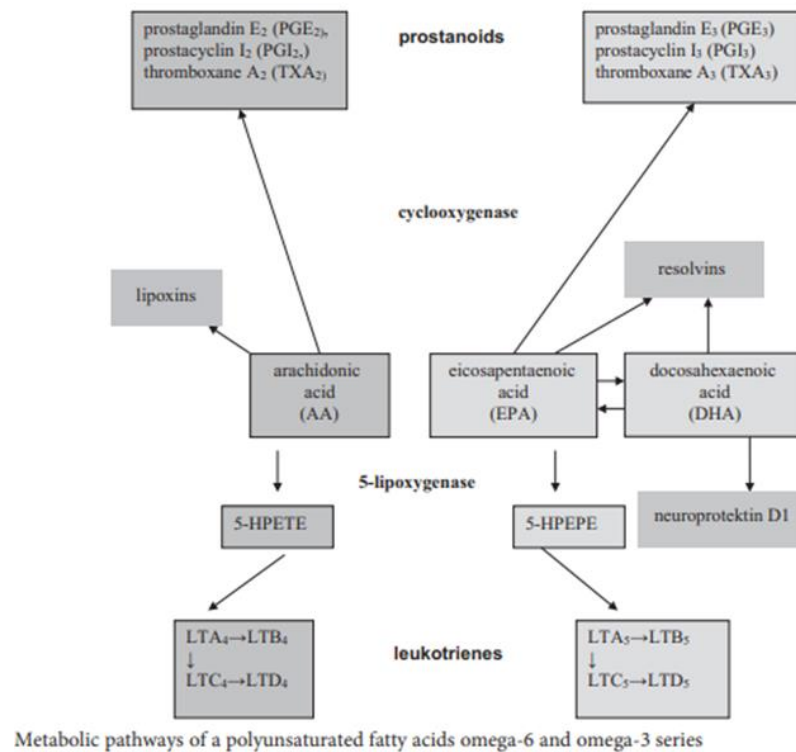 prostaglandin E₂ (PGE₂),
prostacyclin I₂ (PGI₂,)
thromboxane A₂ (TXA₂)
prostanoids
prostaglandin E₃ (PGE₃)
prostacyclin I₃ (PGI₃)
thromboxane A₃ (TXA₃)
cyclooxygenase
lipoxins
resolvins
arachidonic
acid
(AA)
eicosapentaenoic
acid
(EPA)
docosahexaenoic
acid
(DHA)
5-lipoxygenase
5-HPETE
5-HPEPE
neuroprotektin D1
LTA₄→LTB₄
↓
LTC₄→LTD₄
leukotrienes
LTA₅→LTB₅
↓
LTC₅→LTD₅
Metabolic pathways of a polyunsaturated fatty acids omega-6 and omega-3 series